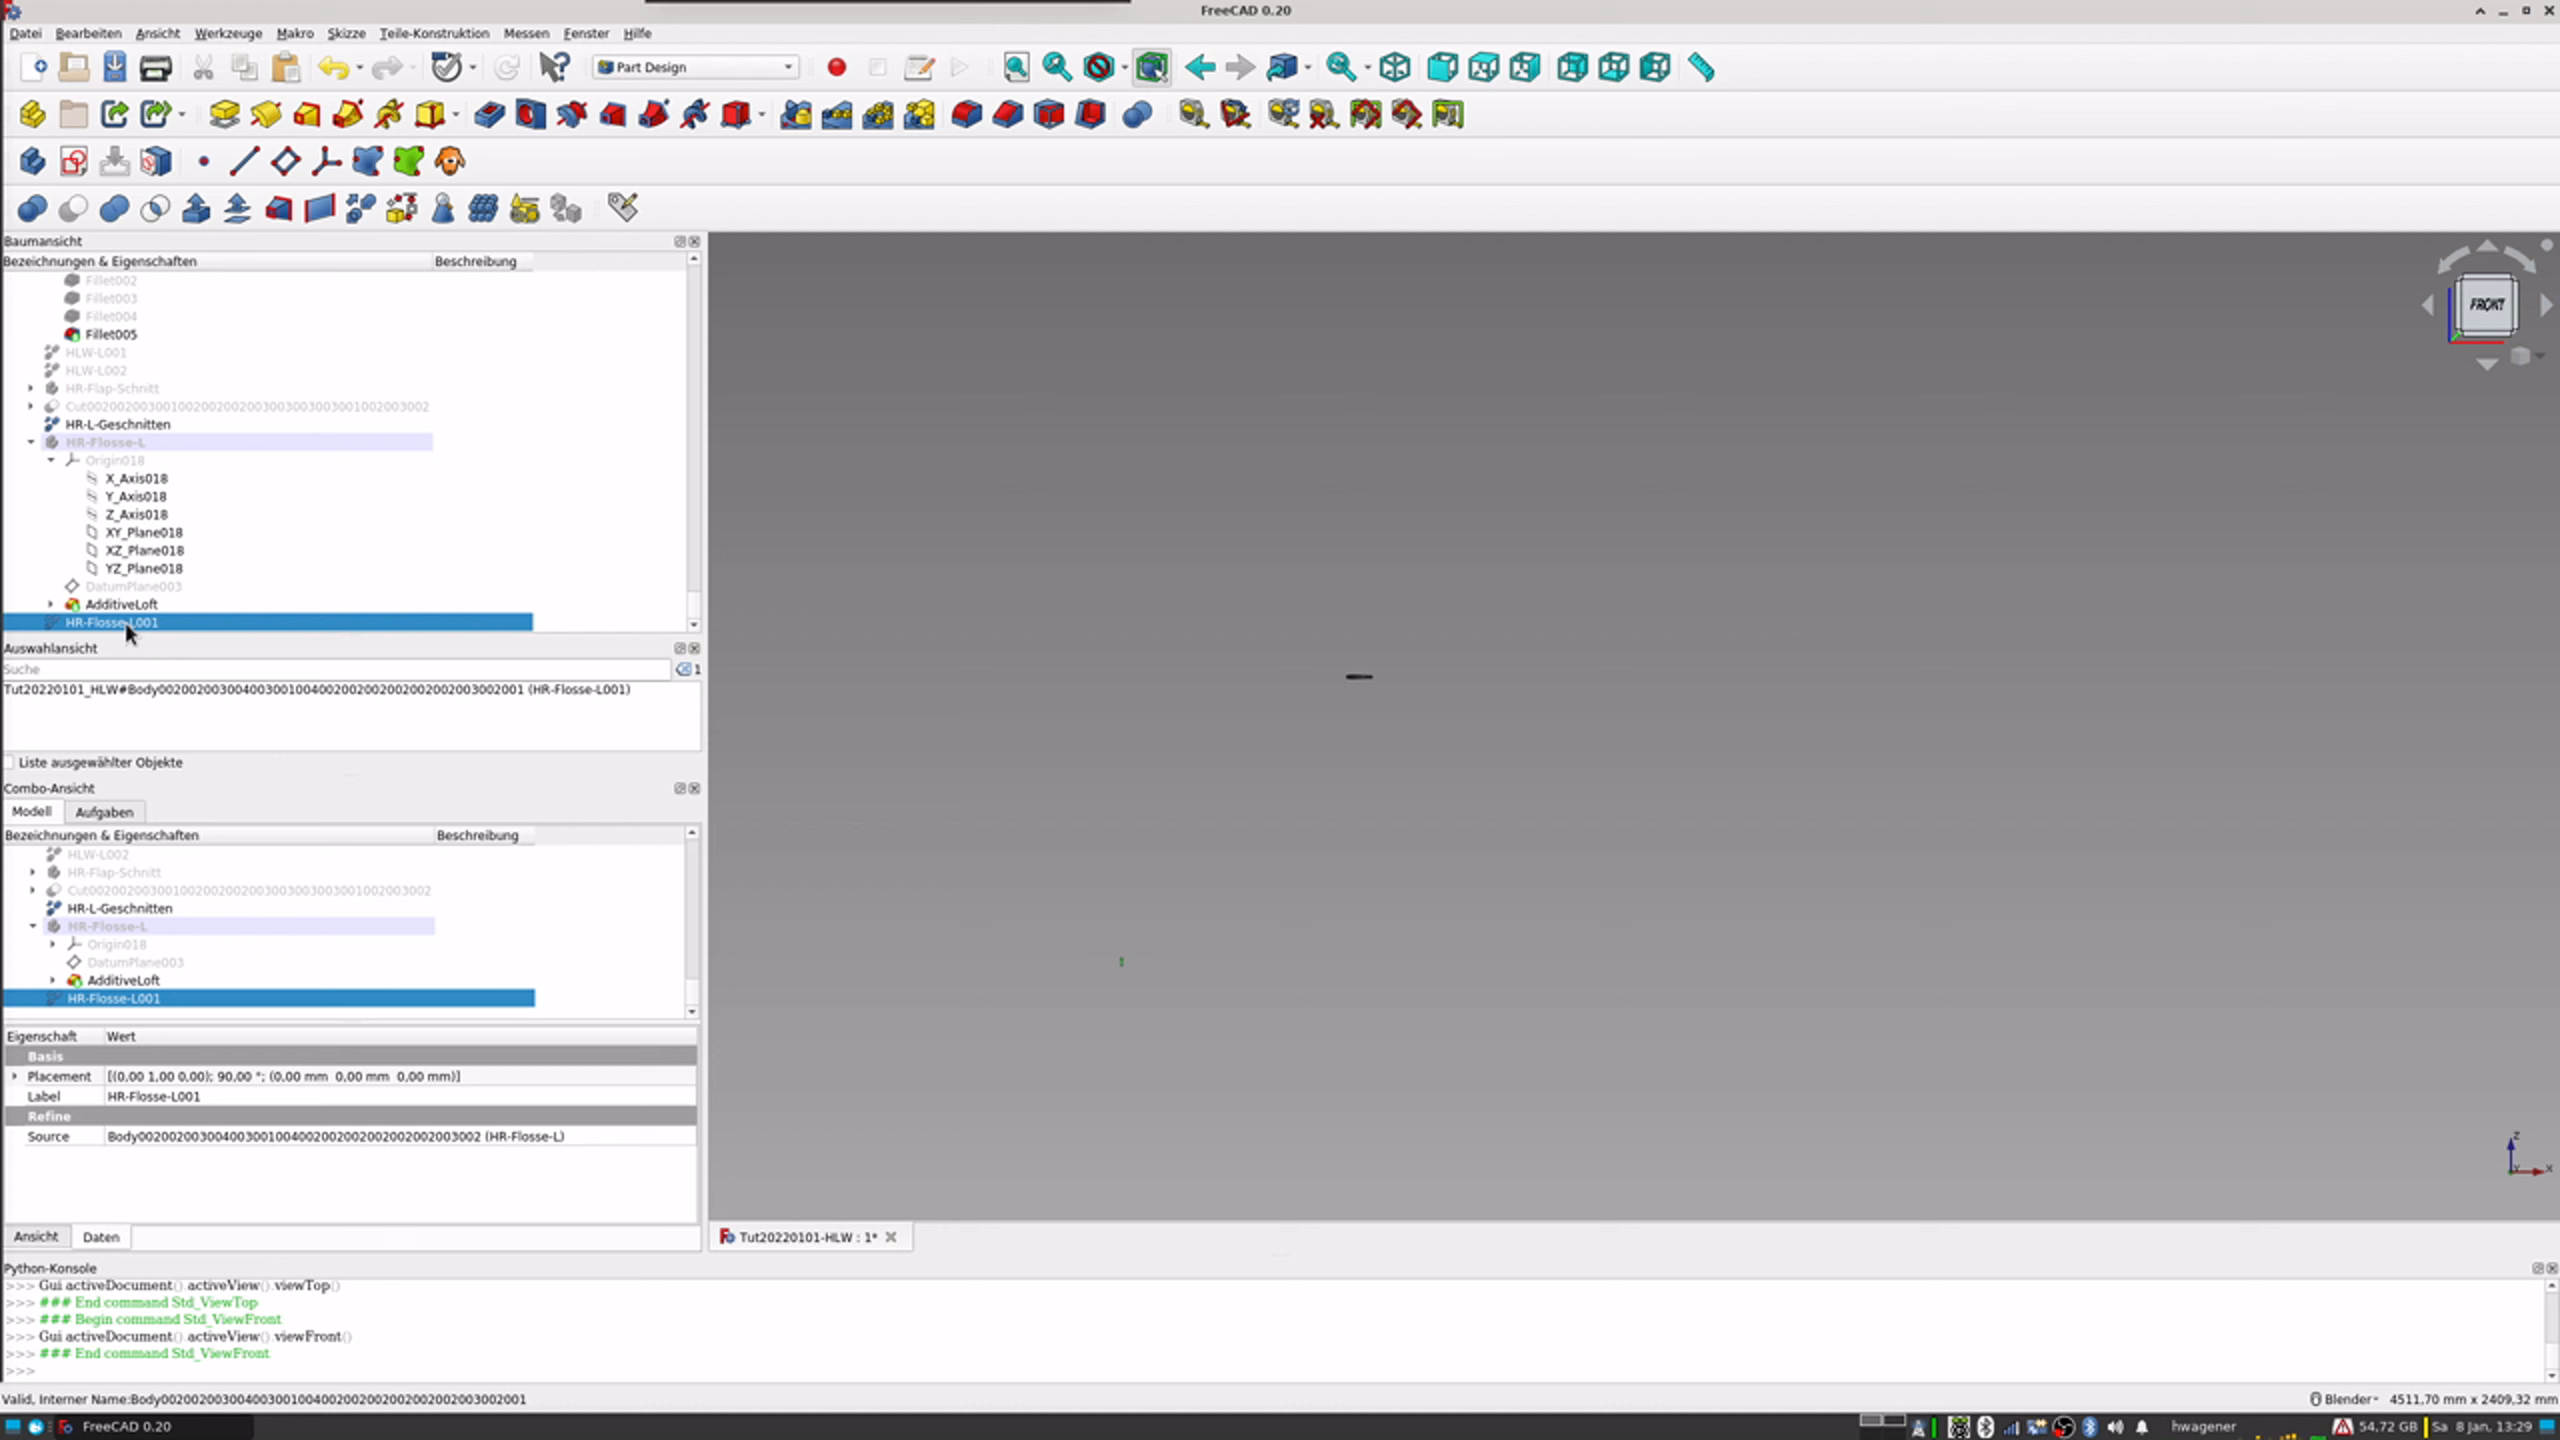 FreeCAD 0.20
Datei Bearbeiten Ansicht Werkzeuge Makro Skizze Teile-Konstruktion Messen Fenster Hilfe
Part Design
Baumansicht
Bezeichnungen & Eigenschaften Beschreibung
Fillet002
Fillet003
Fillet004
Fillet005
HLW-L001
HLW-L002
HR-Flap-Schnitt
HR-L-Geschnitten
HR-Flosse-L
Origin018
X_Axis018
Y_Axis018
Z_Axis018
XY_Plane018
XZ_Plane018
YZ_Plane018
DatumPlane003
AdditiveLoft
HR-Flosse-L001
Auswahlansicht
Suche
1
(HR-Flosse-L001)
Liste ausgewählter Objekte
Combo-Ansicht
Modell Aufgaben
Bezeichnungen & Eigenschaften Beschreibung
HLW-L002
HR-Flap-Schnitt
HR-L-Geschnitten
HR-Flosse-L
Origin018
DatumPlane003
AdditiveLoft
HR-Flosse-L001
Eigenschaft Wert
Basis
Placement [(0,00 1,00 0,00); 90,00 °; (0,00 mm 0,00 mm 0,00 mm)]
Label HR-Flosse-L001
Refine
Source (HR-Flosse-L)
Ansicht Daten
FRONT
Z
X
Tut20220101-HLW : 1*
Python-Konsole
>>> Gui.activeDocument().activeView().viewTop()
>>> ### End command Std_ViewTop
>>> ### Begin command Std_ViewFront
>>> Gui.activeDocument().activeView().viewFront()
>>> ### End command Std_ViewFront
>>>
Valid, Internal Name:
Blender 4511,70 mm x 2409,32 mm
FreeCAD 0.20
hwagener 54,72 GB Sa 8 Jan, 13:29